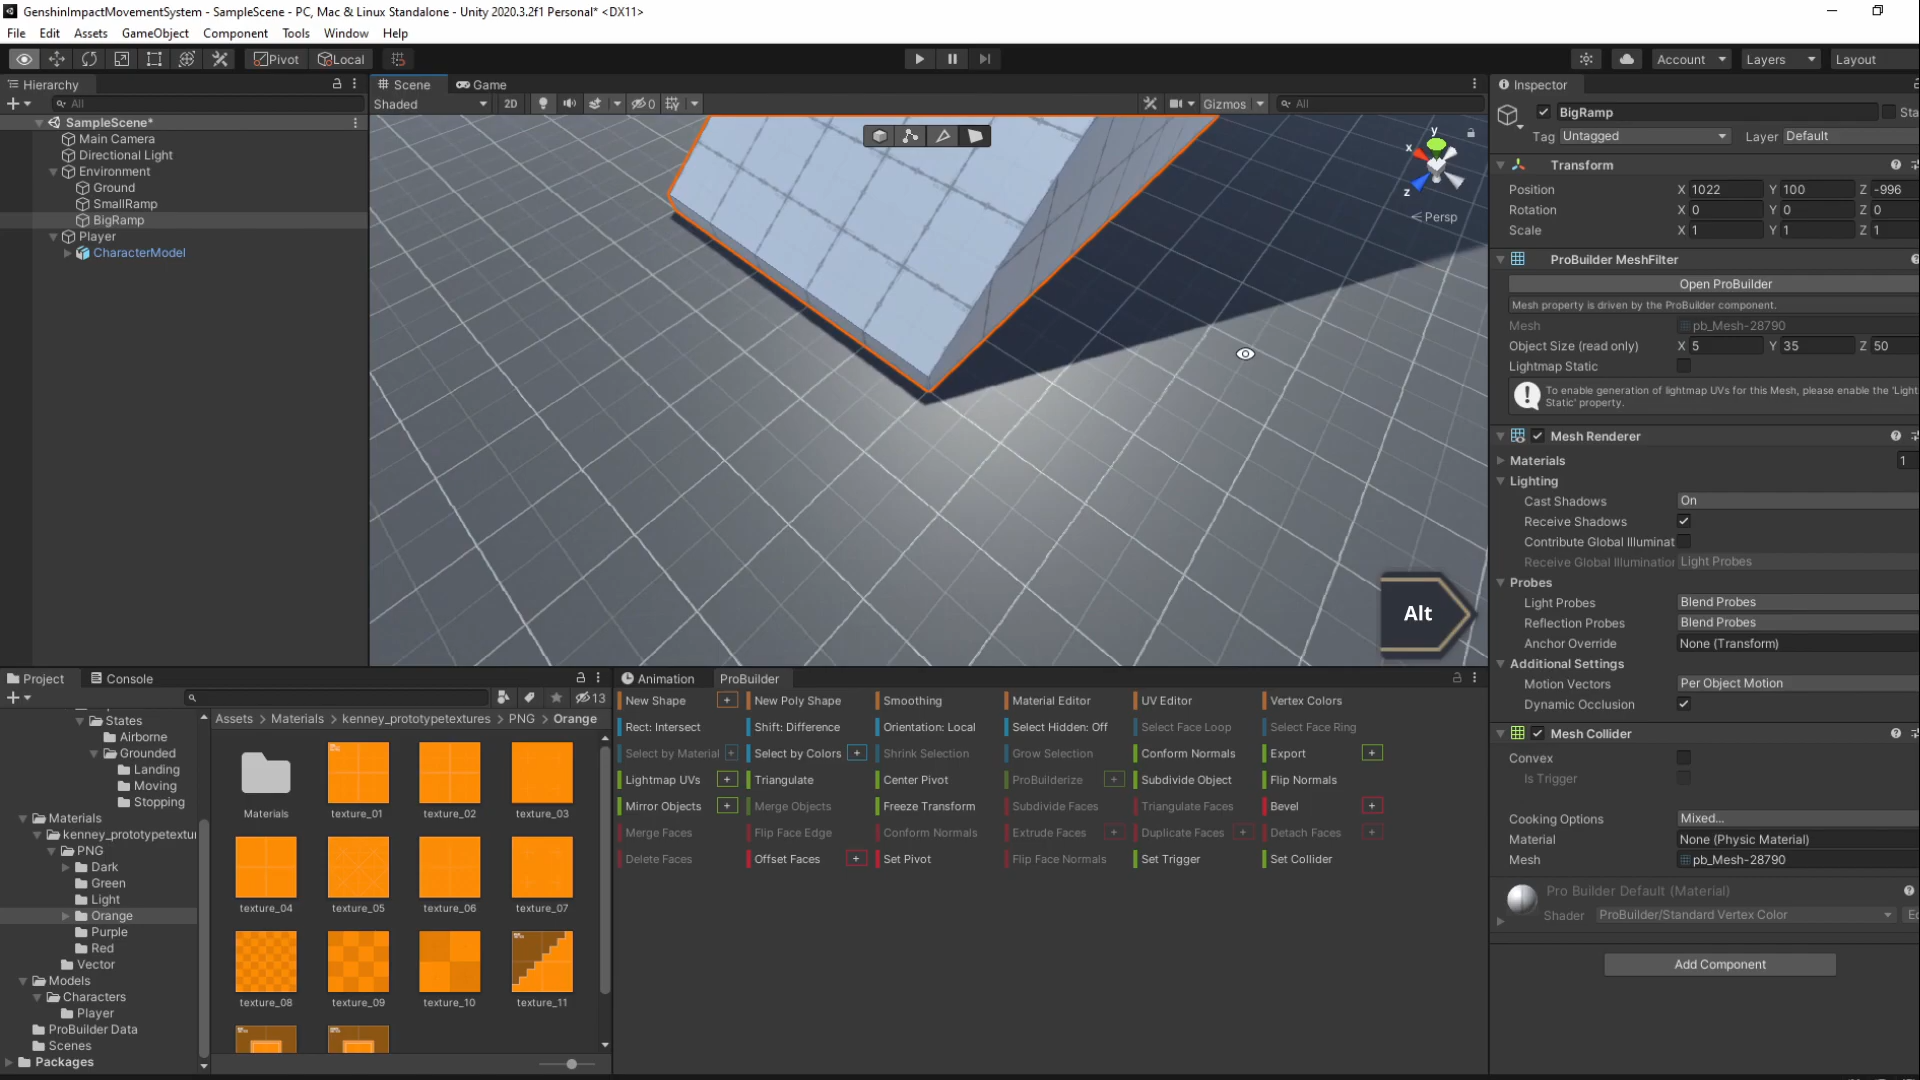 GenshinImpactMovementSystem - SampleScene - PC, Mac & Linux Standalone - Unity 2020.3.2f1 Personal* <DX11>
File Edit Assets GameObject Component Tools Window Help
Pivot Local Account Layers Layout
Hierarchy
All
SampleScene*
Main Camera
Directional Light
Environment
Ground
SmallRamp
BigRamp
Player
CharacterModel
Scene Game
Shaded 2D 0 Gizmos All
y
x
z
Persp
Alt
Inspector
BigRamp Sta
Tag Untagged Layer Default
Transform
Position X 1022 Y 100 Z -996
Rotation X 0 Y 0 Z 0
Scale X 1 Y 1 Z 1
ProBuilder MeshFilter
Open ProBuilder
Mesh property is driven by the ProBuilder component.
Mesh pb_Mesh-28790
Object Size (read only) X 5 Y 35 Z 50
Lightmap Static
To enable generation of lightmap UVs for this Mesh, please enable the 'Light
Static' property.
Mesh Renderer
Materials 1
Lighting
Cast Shadows On
Receive Shadows
Contribute Global Illuminat
Receive Global Illumination Light Probes
Probes
Light Probes Blend Probes
Reflection Probes Blend Probes
Anchor Override None (Transform)
Additional Settings
Motion Vectors Per Object Motion
Dynamic Occlusion
Mesh Collider
Convex
Is Trigger
Cooking Options Mixed...
Material None (Physic Material)
Mesh pb_Mesh-28790
Pro Builder Default (Material)
Shader ProBuilder/Standard Vertex Color Ed
Add Component
Project Console
13
States
Airborne
Grounded
Landing
Moving
Stopping
Materials
kenney_prototypetextur
PNG
Dark
Green
Light
Orange
Purple
Red
Vector
Models
Characters
Player
ProBuilder Data
Scenes
Packages
Assets > Materials > kenney_prototypetextures > PNG > Orange
Materials texture_01 texture_02 texture_03
texture_04 texture_05 texture_06 texture_07
texture_08 texture_09 texture_10 texture_11
Animation ProBuilder
New Shape + New Poly Shape Smoothing Material Editor UV Editor Vertex Colors
Rect: Intersect Shift: Difference Orientation: Local Select Hidden: Off Select Face Loop Select Face Ring
Select by Material + Select by Colors + Shrink Selection Grow Selection Conform Normals Export +
Lightmap UVs + Triangulate Center Pivot ProBuilderize + Subdivide Object Flip Normals
Mirror Objects + Merge Objects Freeze Transform Subdivide Faces Triangulate Faces Bevel +
Merge Faces Flip Face Edge Conform Normals Extrude Faces + Duplicate Faces + Detach Faces +
Delete Faces Offset Faces + Set Pivot Flip Face Normals Set Trigger Set Collider